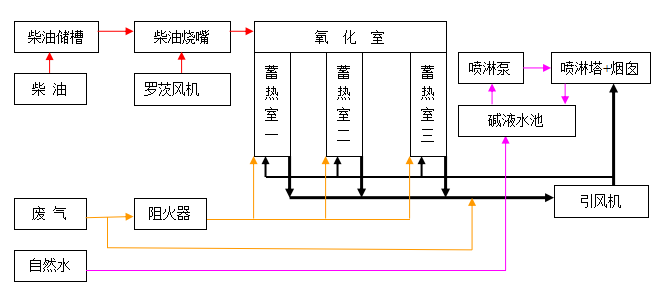 柴油储槽
柴油烧嘴
氧 化 室
柴 油
罗茨风机
蓄热室一
蓄热室二
蓄热室三
喷淋泵
喷淋塔+烟囱
碱液水池
废 气
阻火器
引风机
自然水